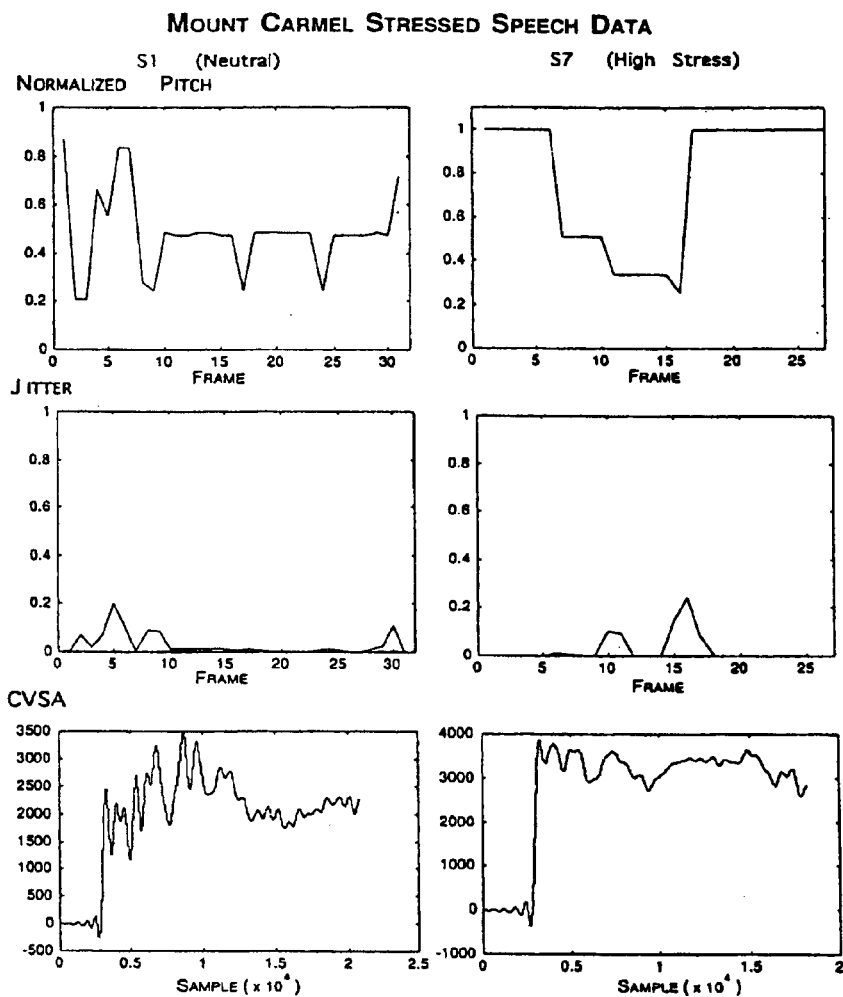 MOUNT CARMEL STRESSED SPEECH DATA
S1 (Neutral)
S7 (High Stress)
NORMALIZED PITCH
1
0.8
0.6
0.4
0.2
0
0 5 10 15 20 25 30
FRAME
1
0.8
0.6
0.4
0.2
0
0 5 10 15 20 25
FRAME
JITTER
1
0.8
0.6
0.4
0.2
0
0 5 10 15 20 25 30
FRAME
1
0.8
0.6
0.4
0.2
0
0 5 10 15 20 25
FRAME
CVSA
3500
3000
2500
2000
1500
1000
500
0
-500
0 0.5 1 1.5 2 2.5
SAMPLE ( x 10^4 )
4000
3000
2000
1000
0
-1000
0 0.5 1 1.5 2
SAMPLE ( x 10^4 )